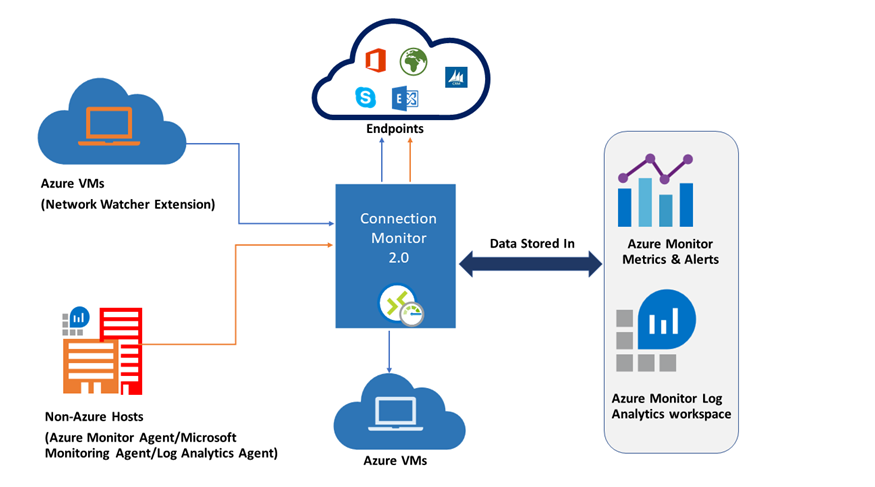 Endpoints
Azure VMs
(Network Watcher Extension)
Connection
Monitor
2.0
Data Stored In
Azure Monitor
Metrics & Alerts
Non-Azure Hosts
(Azure Monitor Agent/Microsoft
Monitoring Agent/Log Analytics Agent)
Azure VMs
Azure Monitor Log
Analytics workspace